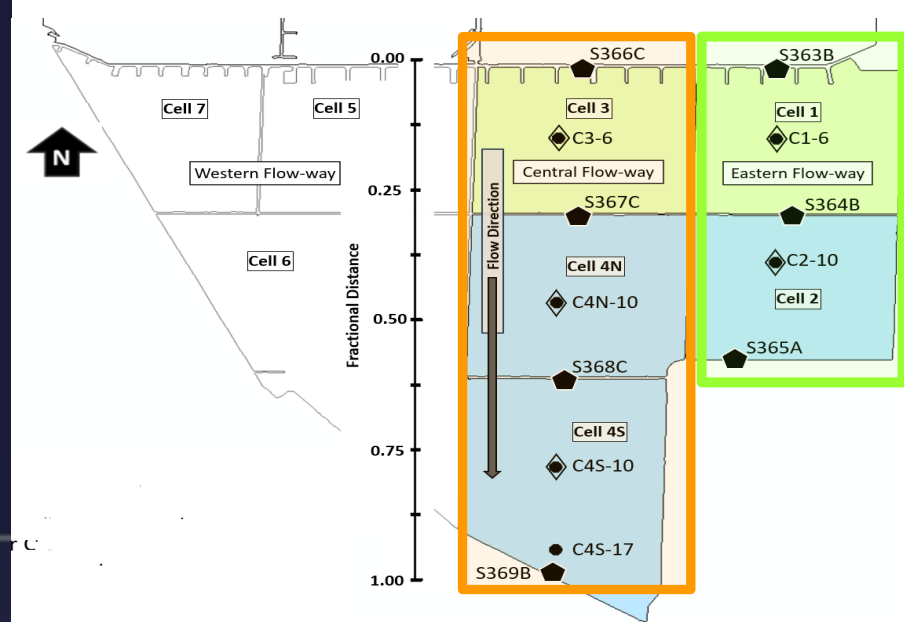 S366C
S363B
0.00
Cell 7
Cell 5
Cell 3
Cell 1
C3-6
C1-6
N
Western Flow-way
Central Flow-way
Eastern Flow-way
0.25
S367C
S364B
Flow Direction
Cell 6
Cell 4N
C2-10
Fractional Distance
C4N-10
Cell 2
0.50
S365A
S368C
Cell 4S
0.75
C4S-10
C4S-17
S369B
1.00